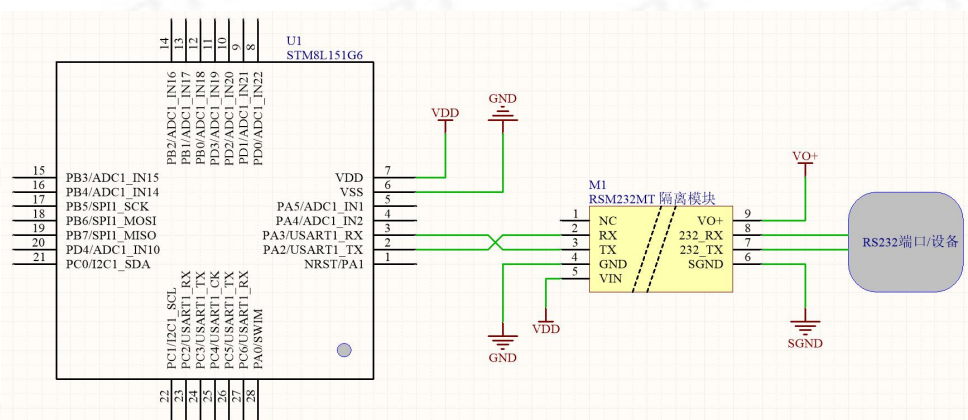 U1
STM8L151G6
14
13
12
11
10
9
8
PB2/ADC1_IN16
PB1/ADC1_IN17
PB0/ADC1_IN18
PD3/ADC1_IN19
PD2/ADC1_IN20
PD1/ADC1_IN21
PD0/ADC1_IN22
15 PB3/ADC1_IN15
16 PB4/ADC1_IN14
17 PB5/SPI1_SCK
18 PB6/SPI1_MOSI
19 PB7/SPI1_MISO
20 PD4/ADC1_IN10
21 PC0/I2C1_SDA
VDD 7
VSS 6
PA5/ADC1_IN1 5
PA4/ADC1_IN2 4
PA3/USART1_RX 3
PA2/USART1_TX 2
NRST/PA1 1
PC1/I2C1_SCL
PC2/USART1_RX
PC3/USART1_TX
PC4/USART1_CK
PC5/USART1_TX
PC6/USART1_RX
PA0/SWIM
22
23
24
25
26
27
28
VDD
GND
M1
RSM232MT 隔离模块
1 NC
2 RX
3 TX
4 GND
5 VIN
VO+ 9
232_RX 8
232_TX 7
SGND 6
GND
VDD
VO+
SGND
RS232端口/设备